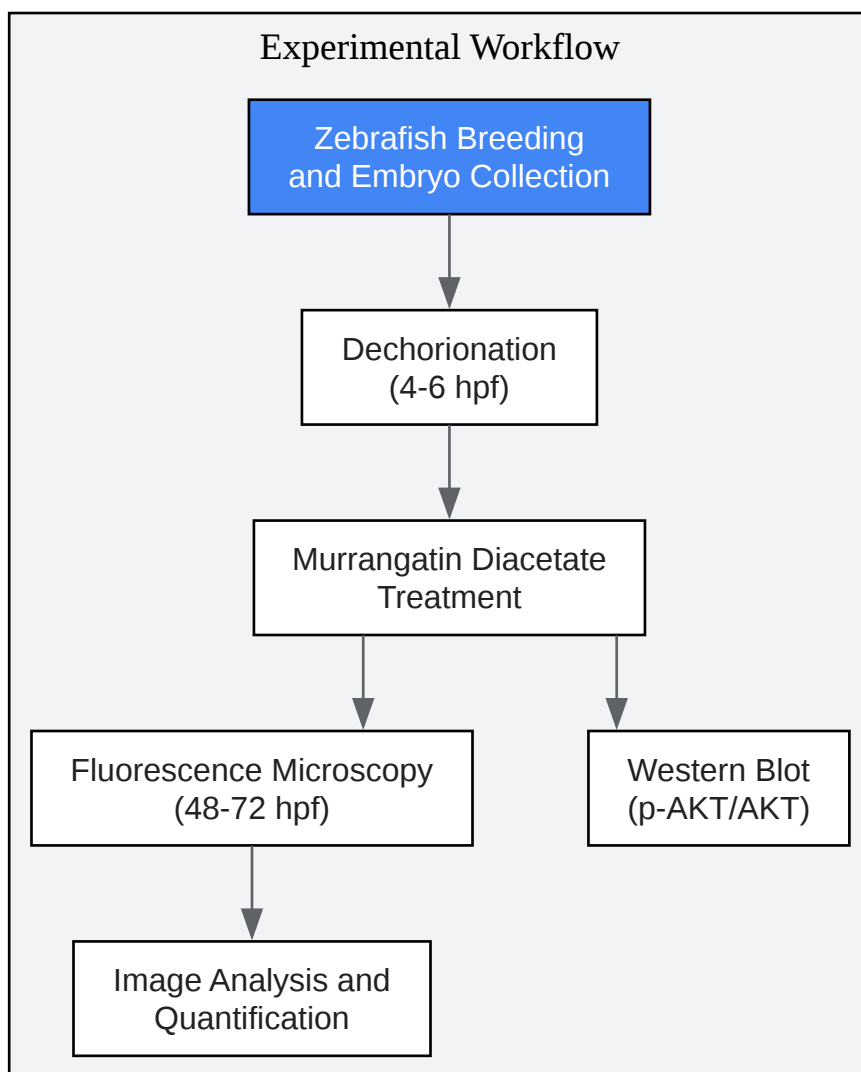 Experimental Workflow
Zebrafish Breeding
and Embryo Collection
Dechorionation
(4-6 hpf)
Murrangatin Diacetate
Treatment
Fluorescence Microscopy
(48-72 hpf)
Western Blot
(p-AKT/AKT)
Image Analysis and
Quantification